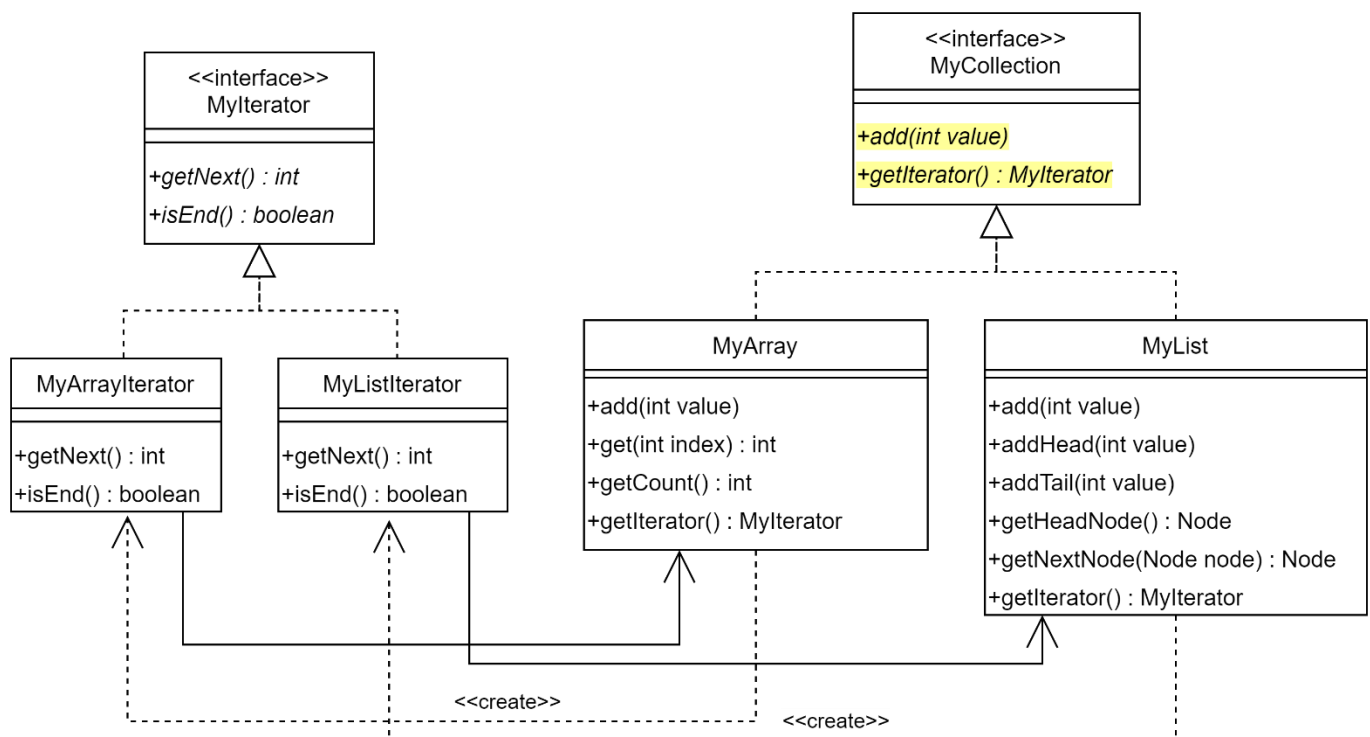 <<interface>>
MyIterator
+getNext() : int
+isEnd() : boolean
<<interface>>
MyCollection
+add(int value)
+getIterator() : MyIterator
MyArrayIterator
+getNext() : int
+isEnd() : boolean
MyListIterator
+getNext() : int
+isEnd() : boolean
MyArray
+add(int value)
+get(int index) : int
+getCount() : int
+getIterator() : MyIterator
MyList
+add(int value)
+addHead(int value)
+addTail(int value)
+getHeadNode() : Node
+getNextNode(Node node) : Node
+getIterator() : MyIterator
<<create>>
<<create>>